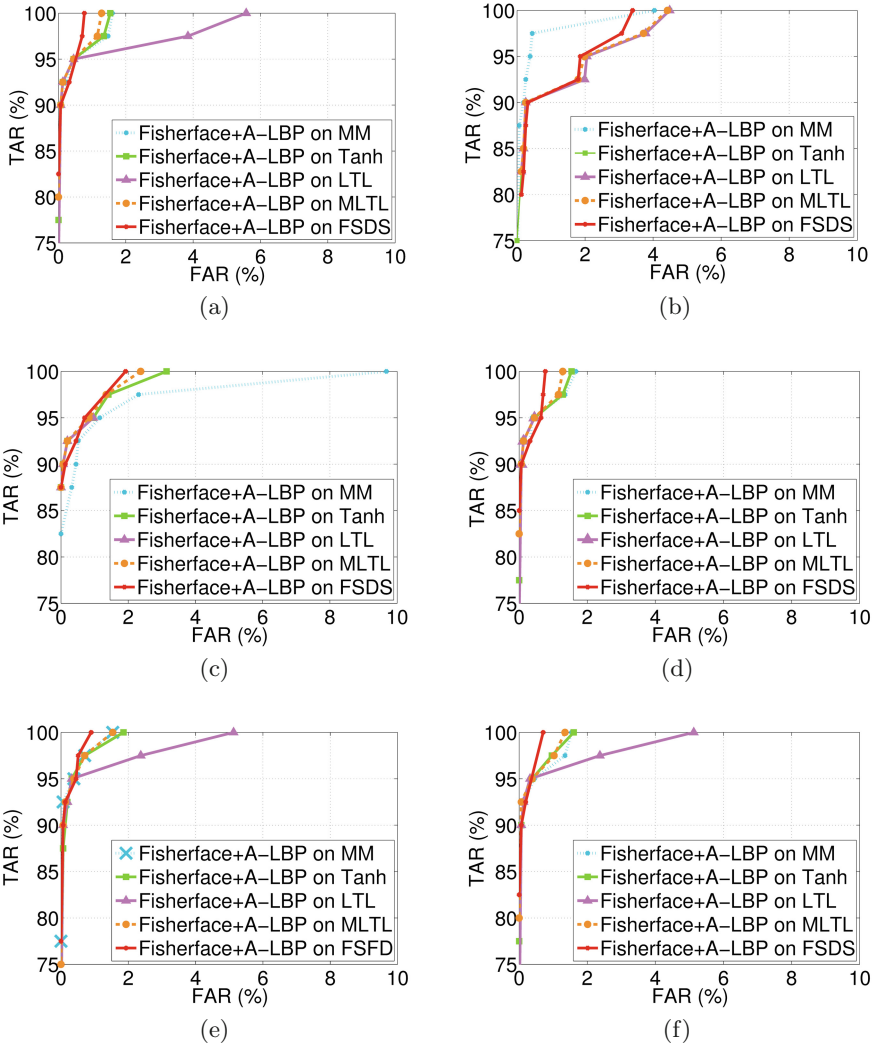 100
95
90
85
80
75
TAR (%)
Fisherface+A−LBP on MM
Fisherface+A−LBP on Tanh
Fisherface+A−LBP on LTL
Fisherface+A−LBP on MLTL
Fisherface+A−LBP on FSDS
0 2 4 6 8 10
FAR (%)
(a)
100
95
90
85
80
75
TAR (%)
Fisherface+A−LBP on MM
Fisherface+A−LBP on Tanh
Fisherface+A−LBP on LTL
Fisherface+A−LBP on MLTL
Fisherface+A−LBP on FSDS
0 2 4 6 8 10
FAR (%)
(b)
100
95
90
85
80
75
TAR (%)
Fisherface+A−LBP on MM
Fisherface+A−LBP on Tanh
Fisherface+A−LBP on LTL
Fisherface+A−LBP on MLTL
Fisherface+A−LBP on FSDS
0 2 4 6 8 10
FAR (%)
(c)
100
95
90
85
80
75
TAR (%)
Fisherface+A−LBP on MM
Fisherface+A−LBP on Tanh
Fisherface+A−LBP on LTL
Fisherface+A−LBP on MLTL
Fisherface+A−LBP on FSDS
0 2 4 6 8 10
FAR (%)
(d)
100
95
90
85
80
75
TAR (%)
Fisherface+A−LBP on MM
Fisherface+A−LBP on Tanh
Fisherface+A−LBP on LTL
Fisherface+A−LBP on MLTL
Fisherface+A−LBP on FSFD
0 2 4 6 8 10
FAR (%)
(e)
100
95
90
85
80
75
TAR (%)
Fisherface+A−LBP on MM
Fisherface+A−LBP on Tanh
Fisherface+A−LBP on LTL
Fisherface+A−LBP on MLTL
Fisherface+A−LBP on FSDS
0 2 4 6 8 10
FAR (%)
(f)